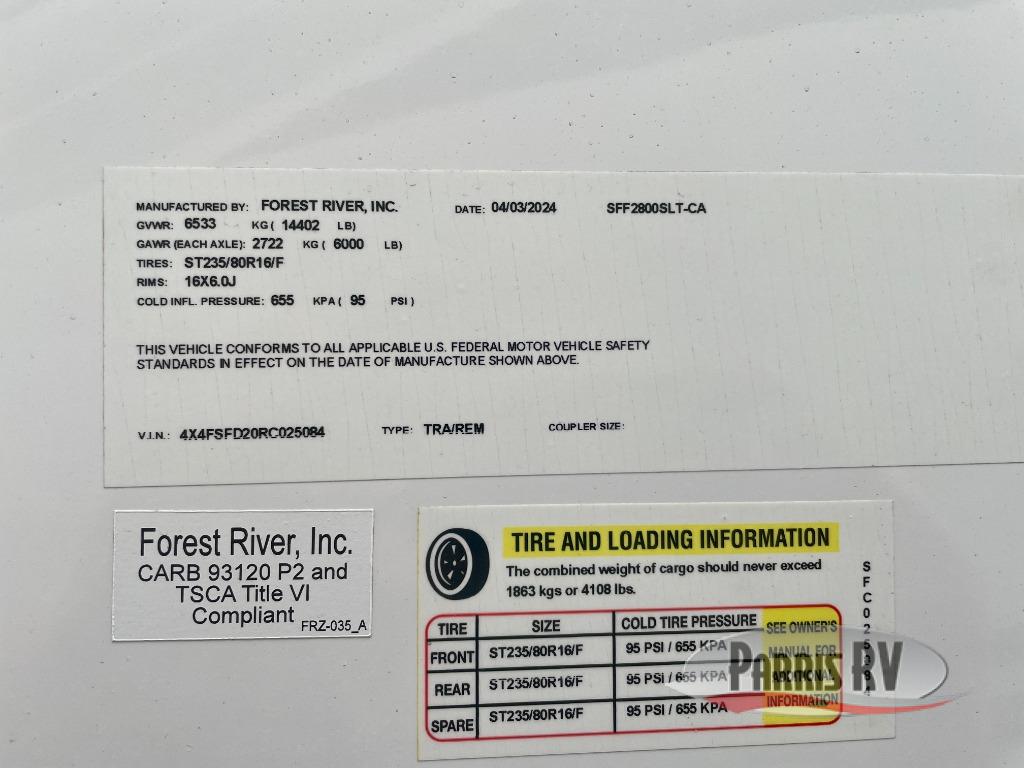 MANUFACTURED BY: FOREST RIVER, INC. DATE: 04/03/2024 SFF2800SLT-CA
GVWR: 6533 KG ( 14402 LB)
GAWR (EACH AXLE): 2722 KG ( 6000 LB)
TIRES: ST235/80R16/F
RIMS: 16X6.0J
COLD INFL. PRESSURE: 655 KPA ( 95 PSI )
THIS VEHICLE CONFORMS TO ALL APPLICABLE U.S. FEDERAL MOTOR VEHICLE SAFETY
STANDARDS IN EFFECT ON THE DATE OF MANUFACTURE SHOWN ABOVE.
V.I.N.: 4X4FSFD20RC025084 TYPE: TRA/REM COUPLER SIZE:
Forest River, Inc.
CARB 93120 P2 and
TSCA Title VI
Compliant
FRZ-035_A
TIRE AND LOADING INFORMATION
The combined weight of cargo should never exceed
1863 kgs or 4108 lbs.
TIRE SIZE COLD TIRE PRESSURE
FRONT ST235/80R16/F 95 PSI / 655 KPA
REAR ST235/80R16/F 95 PSI / 655 KPA
SPARE ST235/80R16/F 95 PSI / 655 KPA
SEE OWNER'S
MANUAL FOR
ADDITIONAL
INFORMATION
SFC025084
PARRIS RV